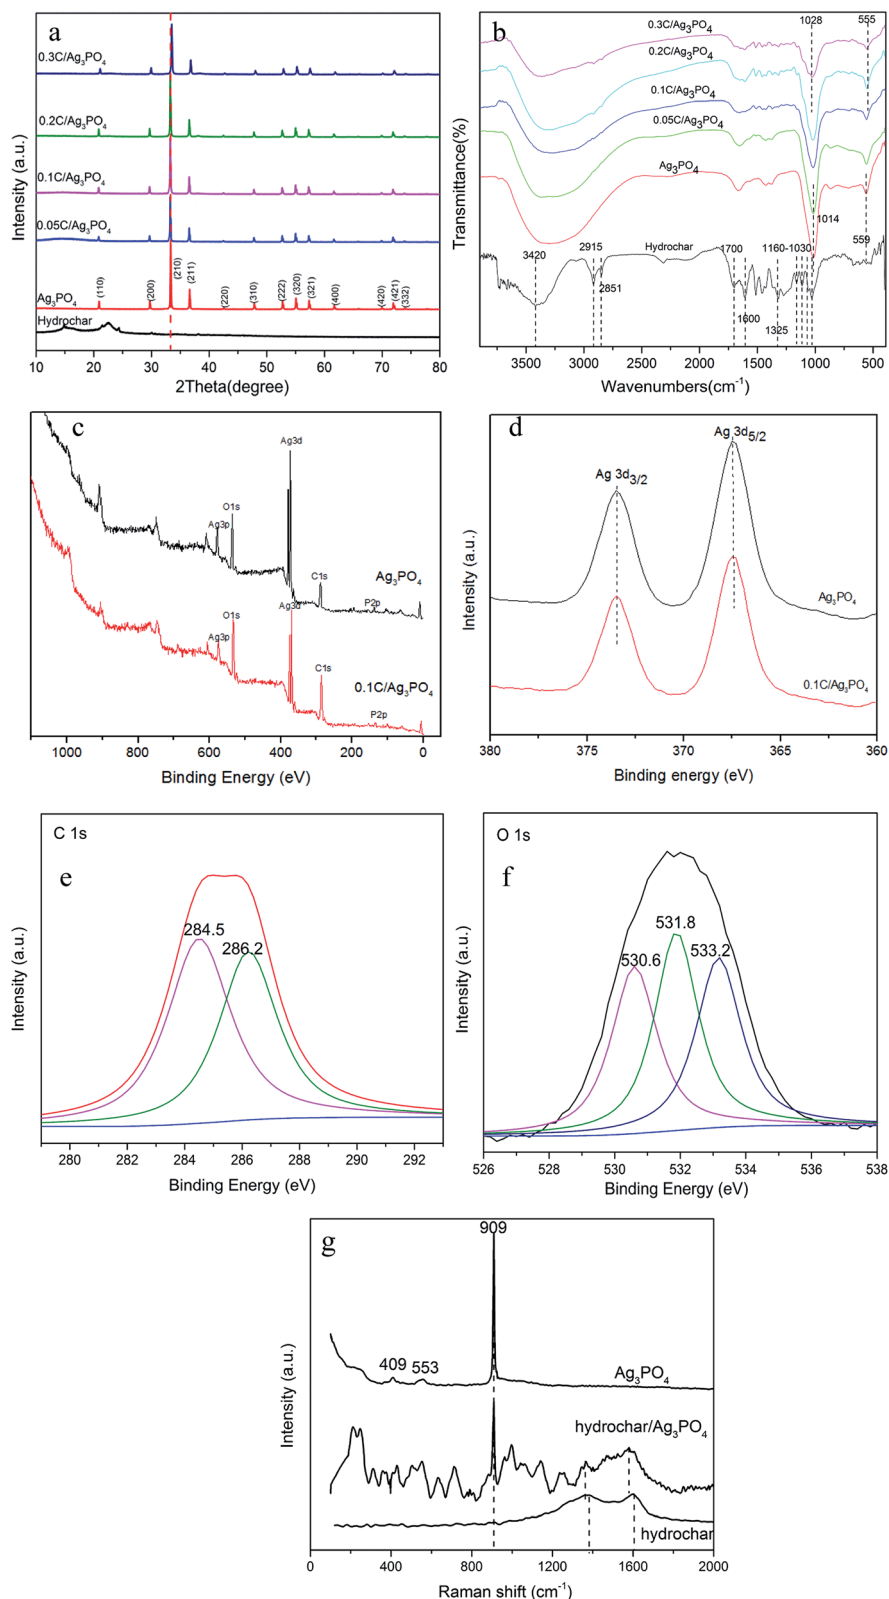 a
0.3C/Ag3PO4
0.2C/Ag3PO4
0.1C/Ag3PO4
0.05C/Ag3PO4
Ag3PO4
Hydrochar
(110)
(200)
(210)
(211)
(220)
(310)
(222)
(320)
(321)
(400)
(420)
(421)
(332)
10 20 30 40 50 60 70 80
2Theta(degree)
Intensity (a.u.)
b
0.3C/Ag3PO4
0.2C/Ag3PO4
0.1C/Ag3PO4
0.05C/Ag3PO4
Ag3PO4
Hydrochar
1028
555
1014
559
3420
2915
2851
1700
1600
1325
1160-1030
3500 3000 2500 2000 1500 1000 500
Wavenumbers(cm-1)
Transmittance(%)
c
Ag3d
O1s
Ag3p
C1s
P2p
Ag3PO4
Ag3d
O1s
Ag3p
C1s
P2p
0.1C/Ag3PO4
1000 800 600 400 200 0
Binding Energy (eV)
Intensity (a.u.)
d
Ag 3d3/2
Ag 3d5/2
Ag3PO4
0.1C/Ag3PO4
380 375 370 365 360
Binding energy (eV)
Intensity (a.u.)
C 1s
e
284.5
286.2
280 282 284 286 288 290 292
Binding Energy (eV)
Intensity (a.u.)
O 1s
f
530.6
531.8
533.2
526 528 530 532 534 536 538
Binding Energy (eV)
Intensity (a.u.)
g
909
409
553
Ag3PO4
hydrochar/Ag3PO4
hydrochar
0 400 800 1200 1600 2000
Raman shift (cm-1)
Intensity (a.u.)